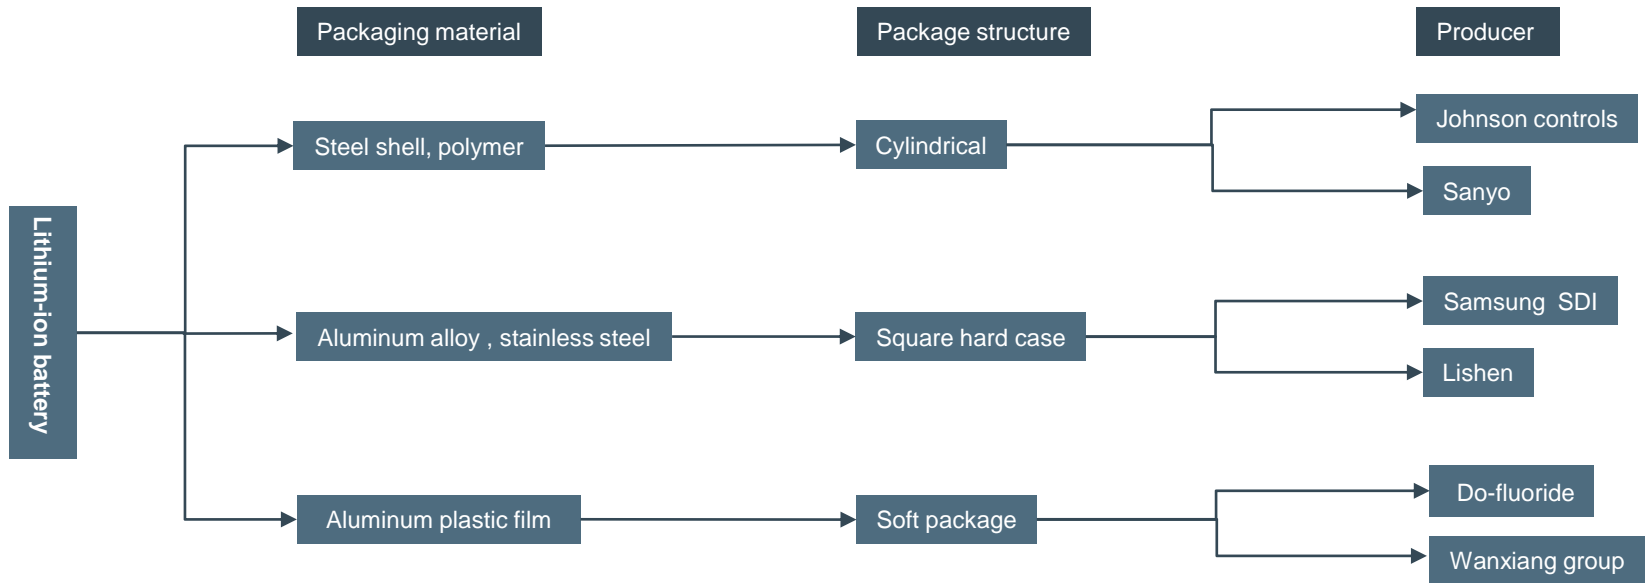 Packaging material
Package structure
Producer
Lithium-ion battery
Steel shell, polymer
Cylindrical
Johnson controls
Sanyo
Aluminum alloy , stainless steel
Square hard case
Samsung  SDI
Lishen
Aluminum plastic film
Soft package
Do-fluoride
Wanxiang group